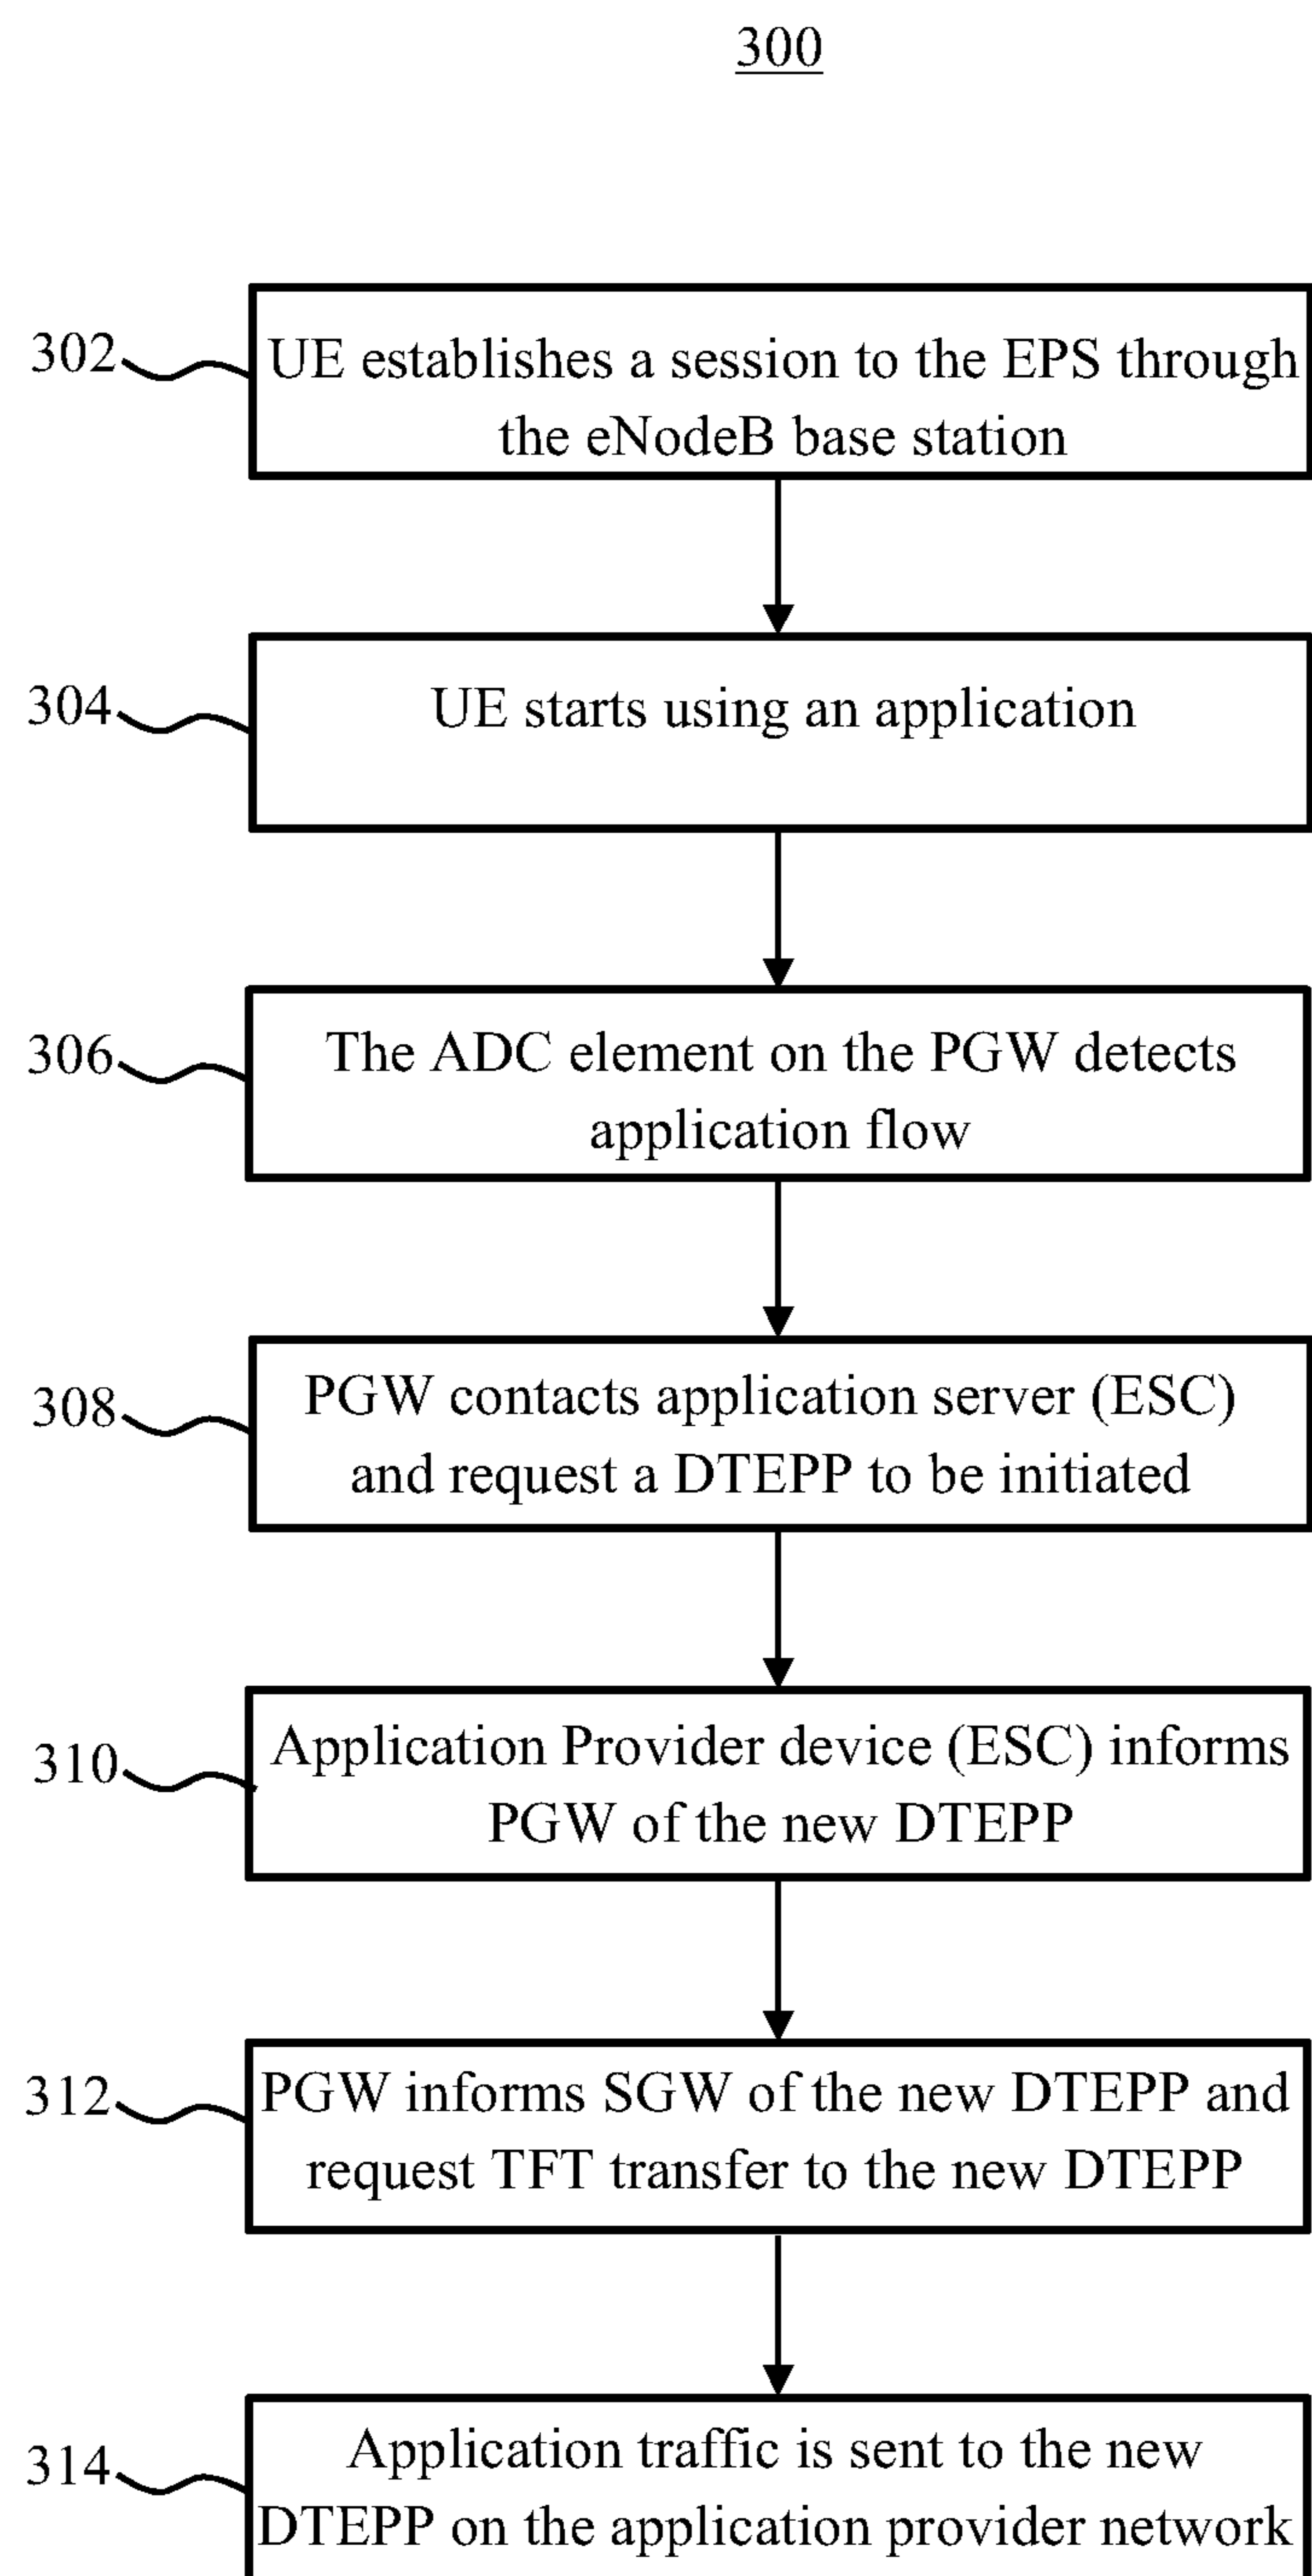 300
302
UE establishes a session to the EPS through
the eNodeB base station
304
UE starts using an application
306
The ADC element on the PGW detects
application flow
308
PGW contacts application server (ESC)
and request a DTEPP to be initiated
310
Application Provider device (ESC) informs
PGW of the new DTEPP
312
PGW informs SGW of the new DTEPP and
request TFT transfer to the new DTEPP
314
Application traffic is sent to the new
DTEPP on the application provider network